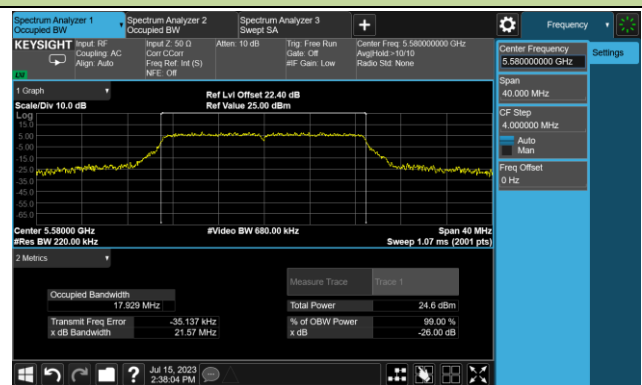 Spectrum Analyzer 1
Occupied BW
Spectrum Analyzer 2
Occupied BW
Spectrum Analyzer 3
Swept SA
Frequency
KEYSIGHT
Input: RF
Coupling: AC
Align: Auto
Input Z: 50 Ω
Corr CCorr
Freq Ref: Int (S)
NFE: Off
Atten: 10 dB
Trig: Free Run
Gate: Off
#IF Gain: Low
Center Freq: 5.580000000 GHz
Avg|Hold:>10/10
Radio Std: None
LXI
Center Frequency
5.580000000 GHz
Settings
Span
40.000 MHz
CF Step
4.000000 MHz
Auto
Man
Freq Offset
0 Hz
1 Graph
Scale/Div 10.0 dB
Ref Lvl Offset 22.40 dB
Ref Value 25.00 dBm
Log
15.0
5.00
-5.00
-15.0
-25.0
-35.0
-45.0
-55.0
-65.0
Center 5.58000 GHz
#Video BW 680.00 kHz
Span 40 MHz
#Res BW 220.00 kHz
Sweep 1.07 ms (2001 pts)
2 Metrics
Measure Trace
Trace 1
Occupied Bandwidth
17.929 MHz
Total Power
24.6 dBm
Transmit Freq Error
-35.137 kHz
% of OBW Power
99.00 %
x dB Bandwidth
21.57 MHz
x dB
-26.00 dB
Jul 15, 2023
2:38:04 PM